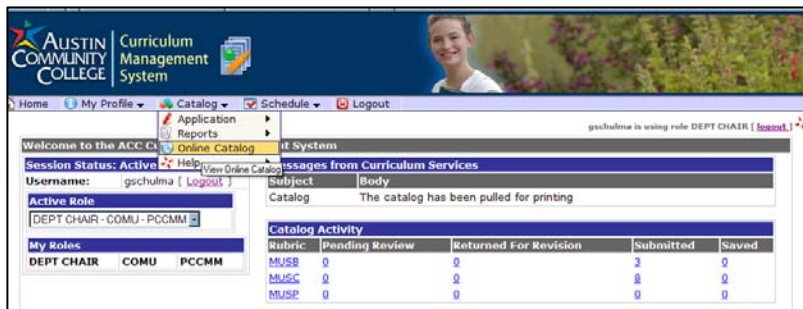 AUSTIN COMMUNITY COLLEGE
Curriculum Management System
Home My Profile Catalog Schedule Logout
Application
Reports
Online Catalog
Help
View Online Catalog
gschulma is using role DEPT CHAIR [ logout ]
Welcome to the ACC Cu nt System
Session Status: Active essages from Curriculum Services
Username: gschulma [ Logout ]
Subject Body
Catalog The catalog has been pulled for printing
Active Role
DEPT CHAIR - COMU - PCCMM
My Roles
DEPT CHAIR COMU PCCMM
Catalog Activity
Rubric Pending Review Returned For Revision Submitted Saved
MUSB 0 0 3 0
MUSC 0 0 8 0
MUSP 0 0 0 0